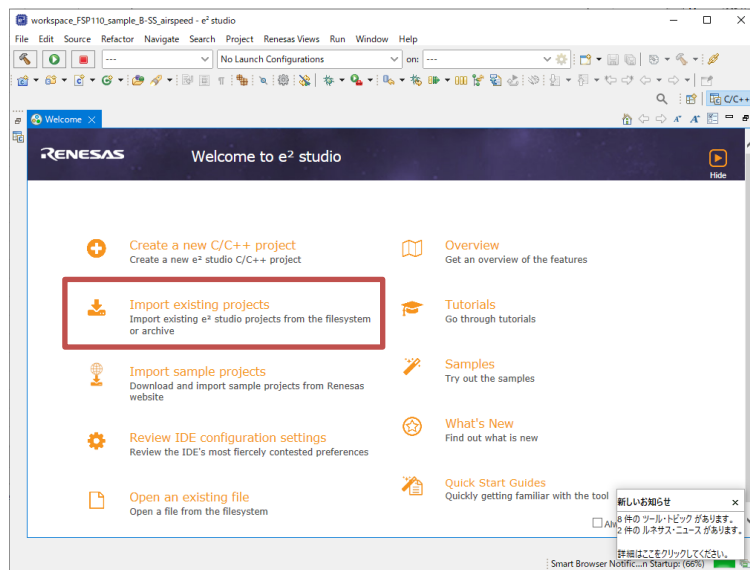 workspace_FSP110_sample_B-SS_airspeed - e² studio
File Edit Source Refactor Navigate Search Project Renesas Views Run Window Help
--- No Launch Configurations on: ---
C/C++
Welcome
RENESAS Welcome to e² studio
Hide
Create a new C/C++ project
Create a new e² studio C/C++ project
Overview
Get an overview of the features
Import existing projects
Import existing e² studio projects from the filesystem
or archive
Tutorials
Go through tutorials
Import sample projects
Download and import sample projects from Renesas
website
Samples
Try out the samples
Review IDE configuration settings
Review the IDE's most fiercely contested preferences
What's New
Find out what is new
Open an existing file
Open a file from the filesystem
Quick Start Guides
Quickly getting familiar with the tool
新しいお知らせ
8 件の ツール・トピック があります。
2 件の ルネサス・ニュース があります。
詳細はここをクリックしてください。
Smart Browser Notific...n Startup: (66%)